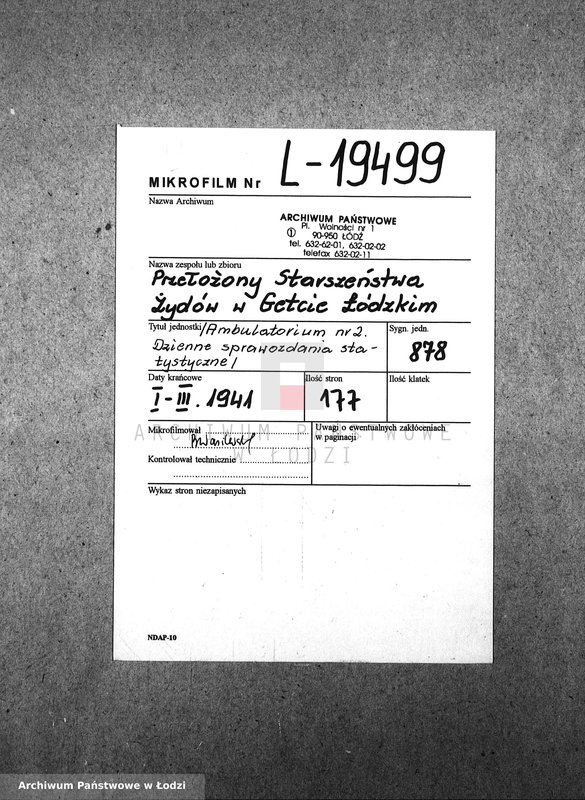 MIKROFILM Nr L-19499
Nazwa Archiwum
ARCHIWUM PAŃSTWOWE
Pl. Wolności nr 1
① 90-950 ŁÓDŹ
tel. 632-62-01, 632-02-02
telefax 632-02-11
Nazwa zespołu lub zbioru
Przełożony Starszeństwa
Żydów w Getcie Łódzkim
Tytuł jednostki /Ambulatorium nr 2.
Dzienne sprawozdania sta-
tystyczne/
Sygn. jedn.
878
Daty krańcowe
I-III. 1941
Ilość stron
177
Ilość klatek
Mikrofilmował
Kontrolował technicznie
Uwagi o ewentualnych zakłóceniach
w paginacji
ARCHIWUM PAŃSTWOWE
W ŁODZI
Wykaz stron niezapisanych
NDAP-10
Archiwum Państwowe w Łodzi